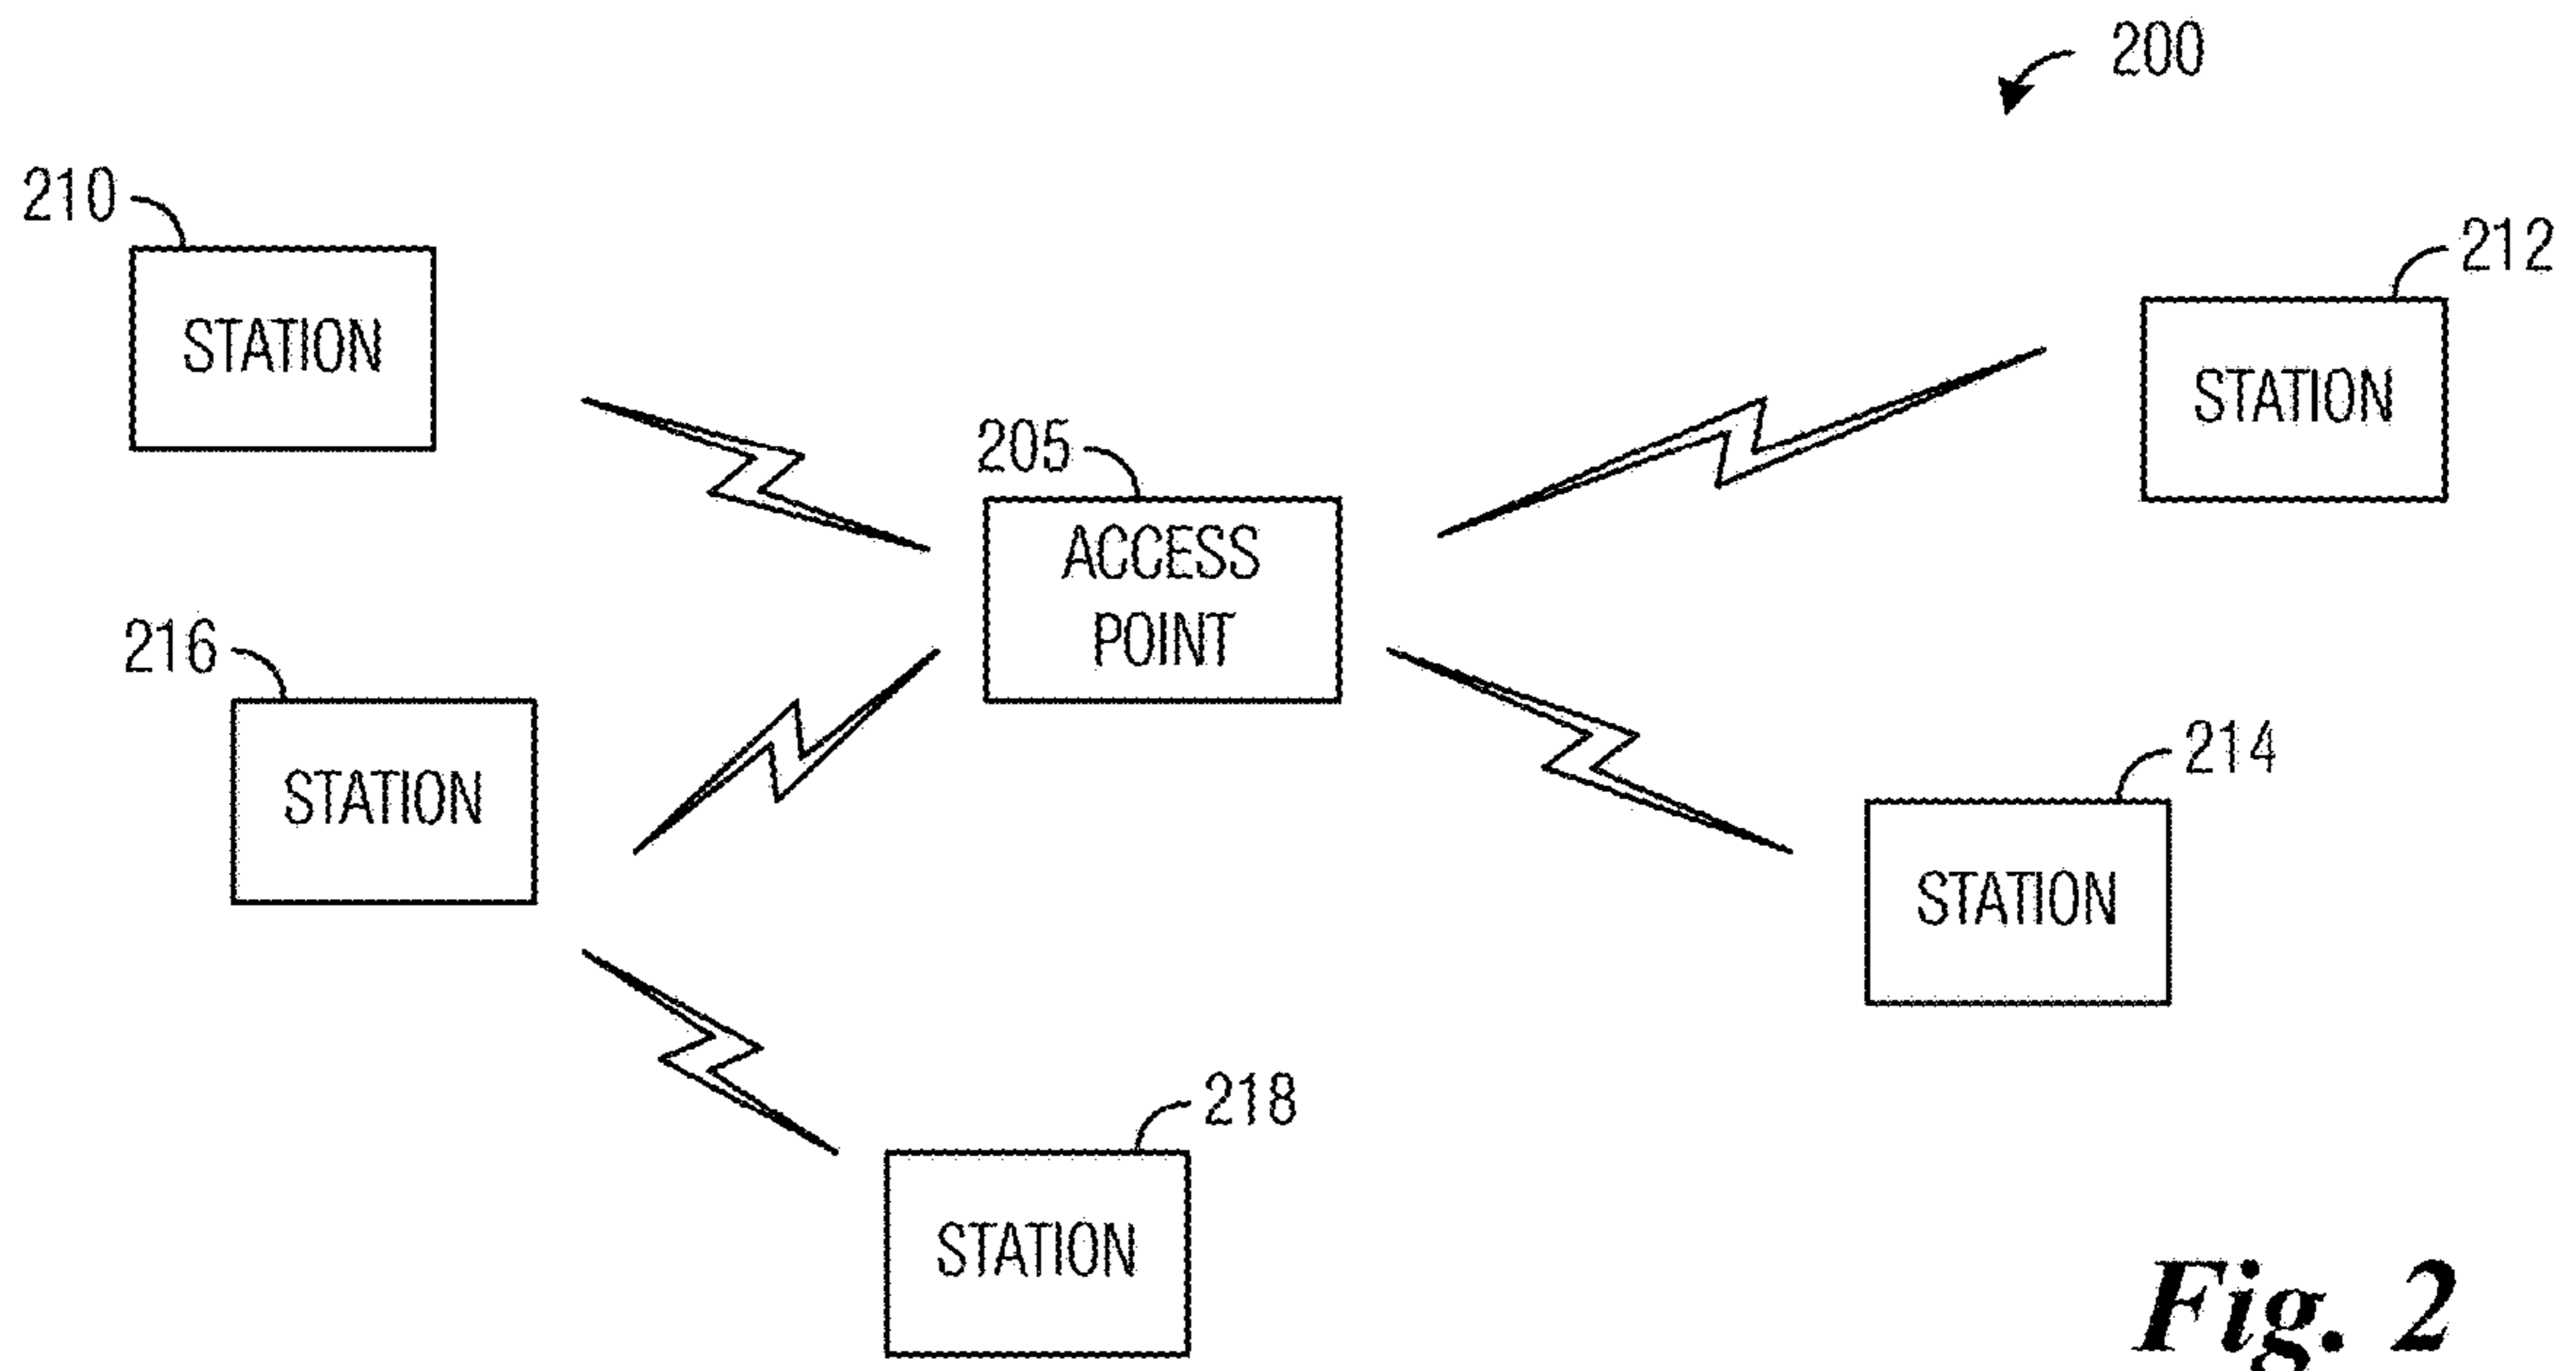 200
210
STATION
212
STATION
205
ACCESS
POINT
216
STATION
214
STATION
218
STATION
Fig. 2